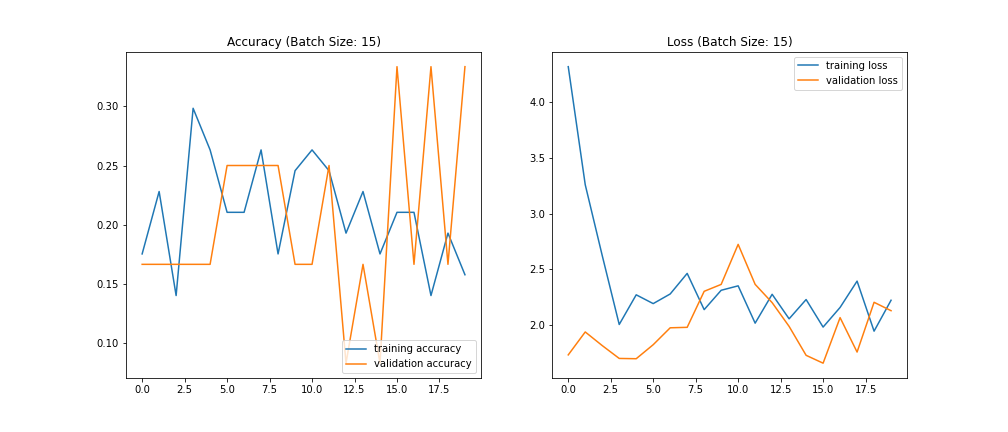 Accuracy (Batch Size: 15)
0.30
0.25
0.20
0.15
0.10
0.0 2.5 5.0 7.5 10.0 12.5 15.0 17.5
training accuracy
validation accuracy
Loss (Batch Size: 15)
4.0
3.5
3.0
2.5
2.0
0.0 2.5 5.0 7.5 10.0 12.5 15.0 17.5
training loss
validation loss